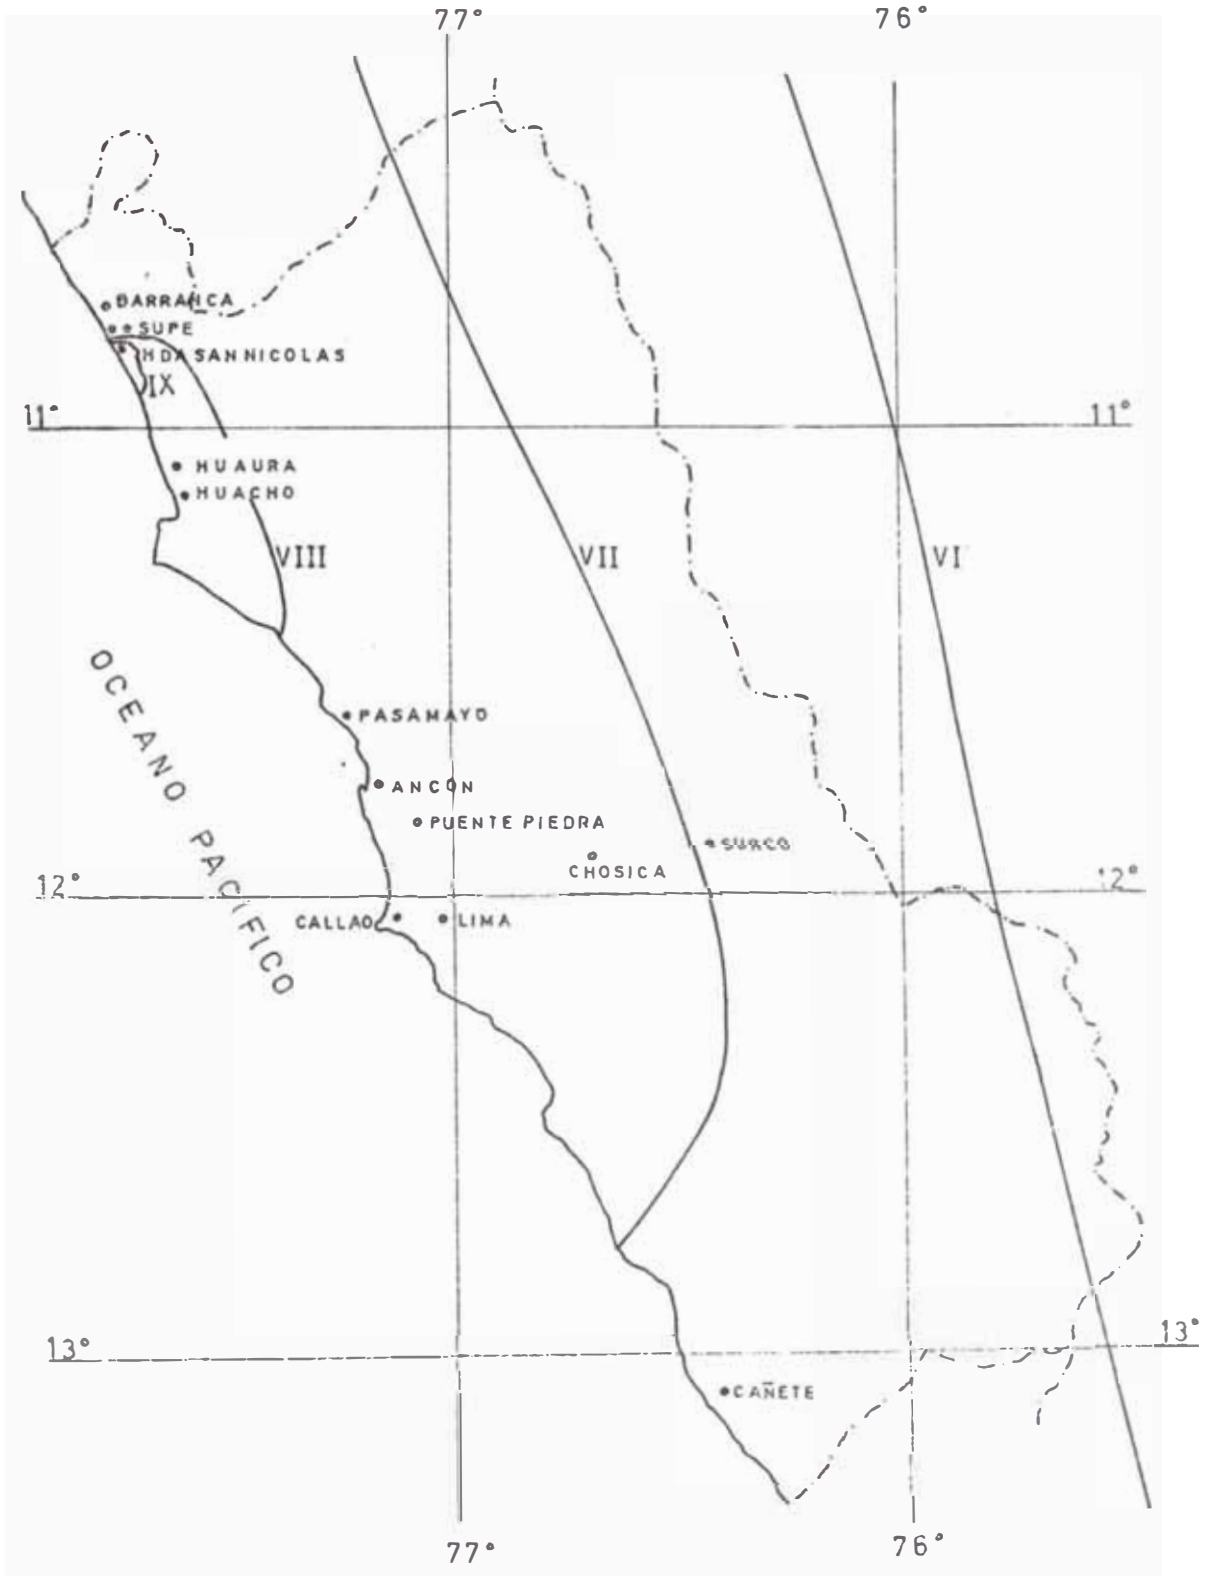 77° 76°
BARRANCA
SUPE
HDA SAN NICOLAS
IX
11° 11°
HUAURA
HUACHO
VIII VII VI
OCEANO PACIFICO
PASAMAYO
ANCON
PUENTE PIEDRA
SURCO
CHOSICA
12° 12°
CALLAO LIMA
13° 13°
CAÑETE
77° 76°